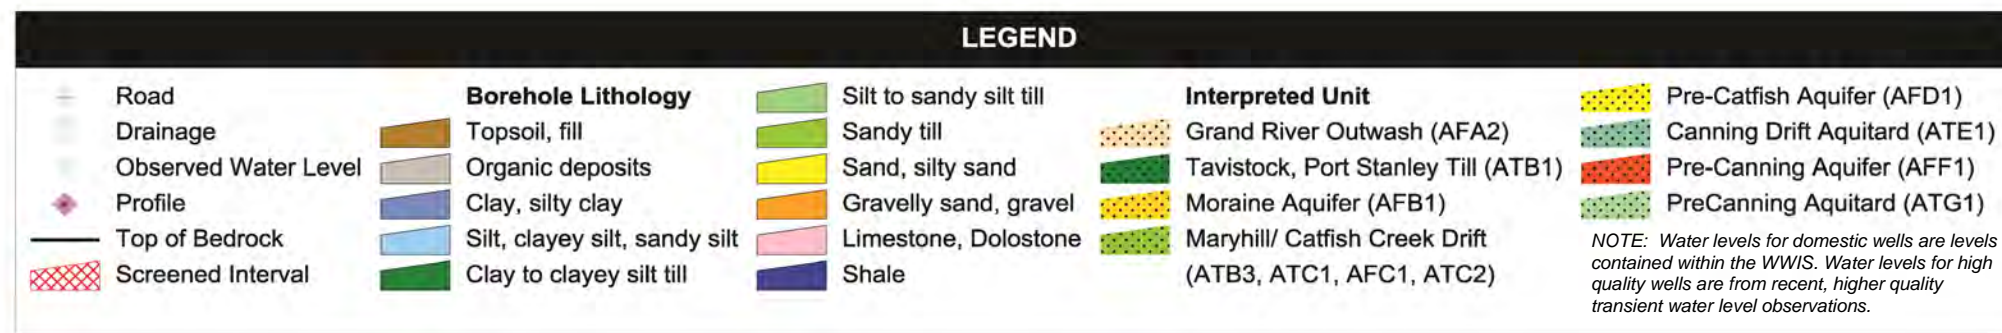 LEGEND
Road
Drainage
Observed Water Level
Profile
Top of Bedrock
Screened Interval
Borehole Lithology
Topsoil, fill
Organic deposits
Clay, silty clay
Silt, clayey silt, sandy silt
Clay to clayey silt till
Silt to sandy silt till
Sandy till
Sand, silty sand
Gravelly sand, gravel
Limestone, Dolostone
Shale
Interpreted Unit
Grand River Outwash (AFA2)
Tavistock, Port Stanley Till (ATB1)
Moraine Aquifer (AFB1)
Maryhill/ Catfish Creek Drift
(ATB3, ATC1, AFC1, ATC2)
Pre-Catfish Aquifer (AFD1)
Canning Drift Aquitard (ATE1)
Pre-Canning Aquifer (AFF1)
PreCanning Aquitard (ATG1)
NOTE: Water levels for domestic wells are levels
contained within the WWIS. Water levels for high
quality wells are from recent, higher quality
transient water level observations.